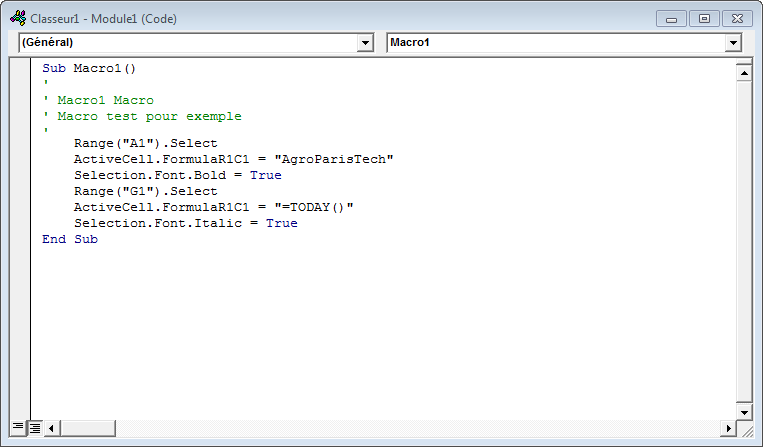 Classeur1 - Module1 (Code)
(Général) Macro1
Sub Macro1()
'
' Macro1 Macro
' Macro test pour exemple
'
    Range("A1").Select
    ActiveCell.FormulaR1C1 = "AgroParisTech"
    Selection.Font.Bold = True
    Range("G1").Select
    ActiveCell.FormulaR1C1 = "=TODAY()"
    Selection.Font.Italic = True
End Sub